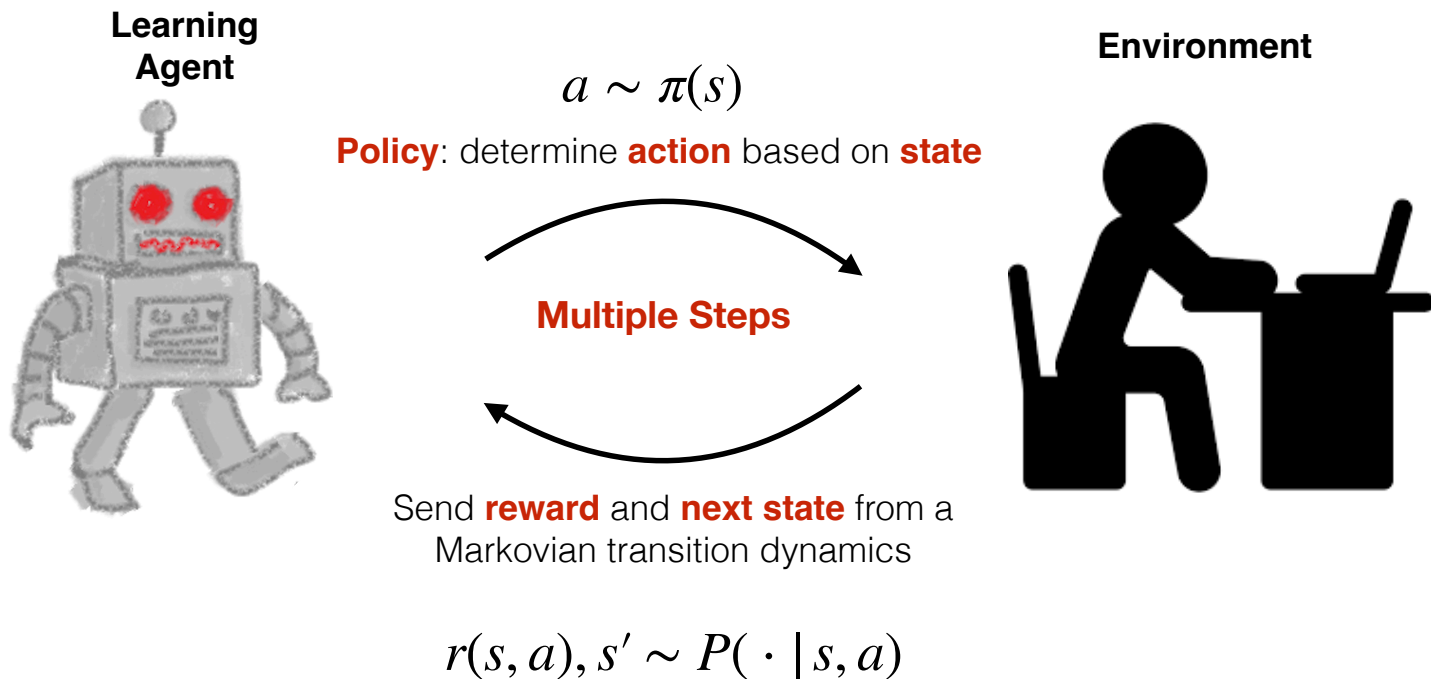 Learning
Agent
Environment
a ∼ π(s)
Policy: determine action based on state
Multiple Steps
Send reward and next state from a
Markovian transition dynamics
r(s, a), s′ ∼ P( · | s, a)